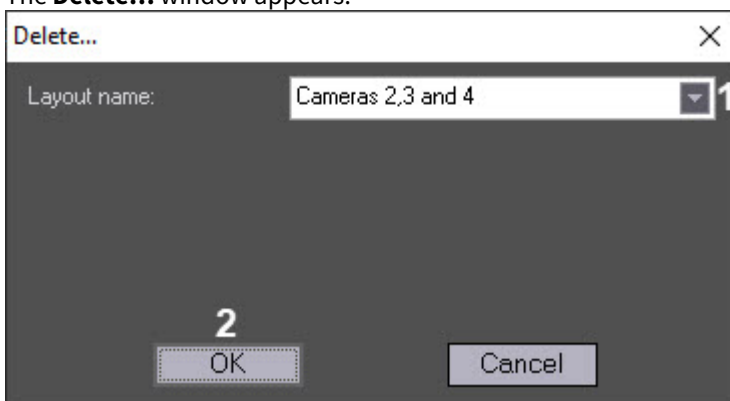 The Delete... window appears.
Delete...
Layout name: Cameras 2,3 and 4 1
2
OK Cancel